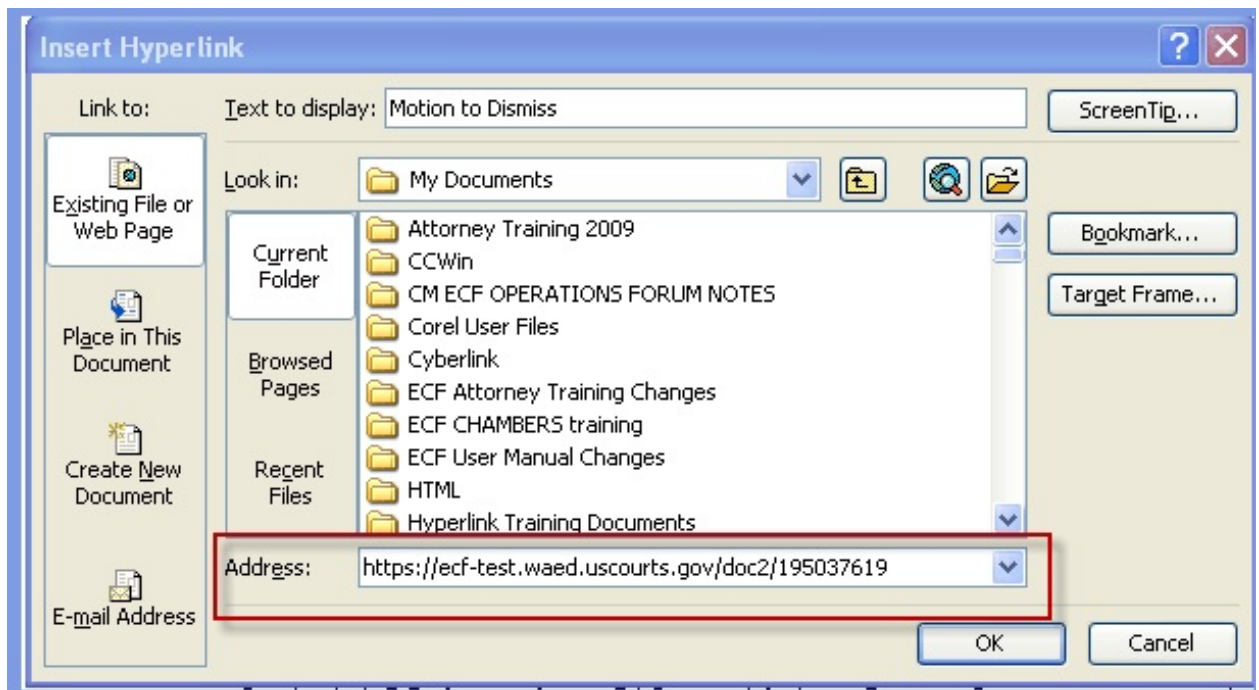 Insert Hyperlink
Link to:
Text to display: Motion to Dismiss
ScreenTip...
Existing File or
Web Page
Look in: My Documents
Current
Folder
Attorney Training 2009
CCWin
CM ECF OPERATIONS FORUM NOTES
Corel User Files
Cyberlink
ECF Attorney Training Changes
ECF CHAMBERS training
ECF User Manual Changes
HTML
Hyperlink Training Documents
Bookmark...
Target Frame...
Place in This
Document
Browsed
Pages
Create New
Document
Recent
Files
E-mail Address
Address: https://ecf-test.waed.uscourts.gov/doc2/195037619
OK
Cancel